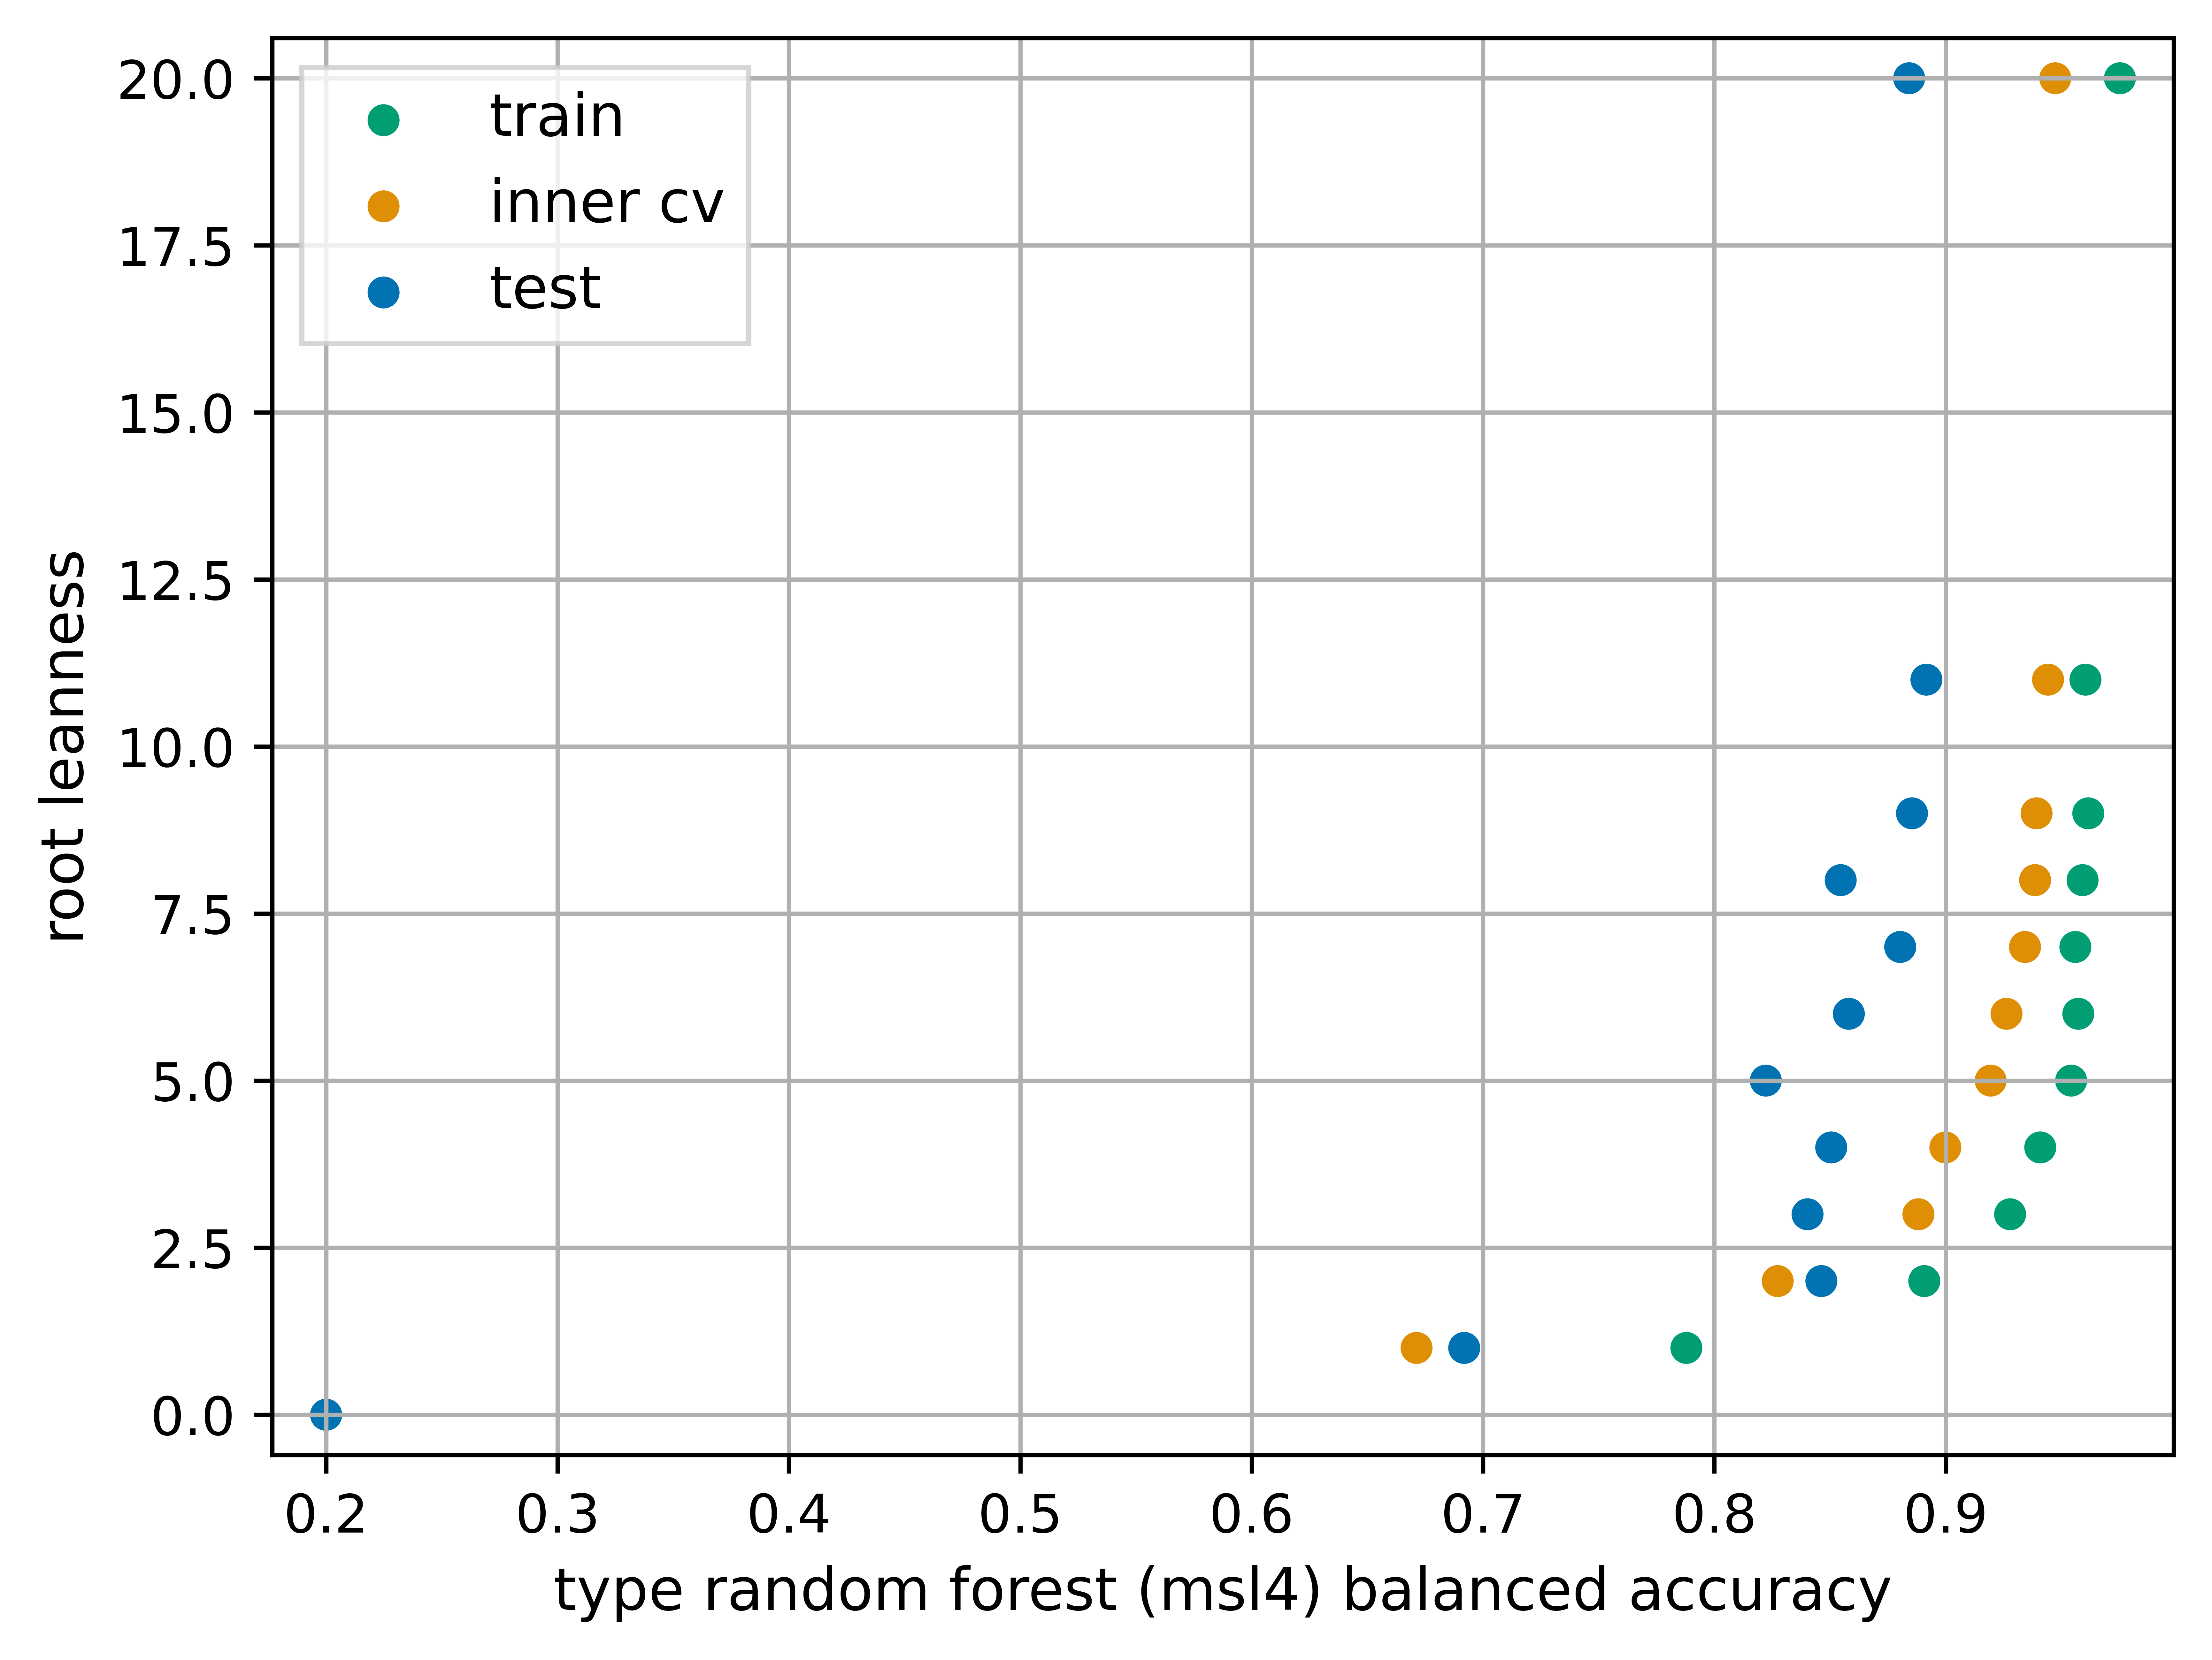 20.0
17.5
15.0
12.5
10.0
7.5
5.0
2.5
0.0
root leanness
train
inner cv
test
0.2 0.3 0.4 0.5 0.6 0.7 0.8 0.9
type random forest (msl4) balanced accuracy